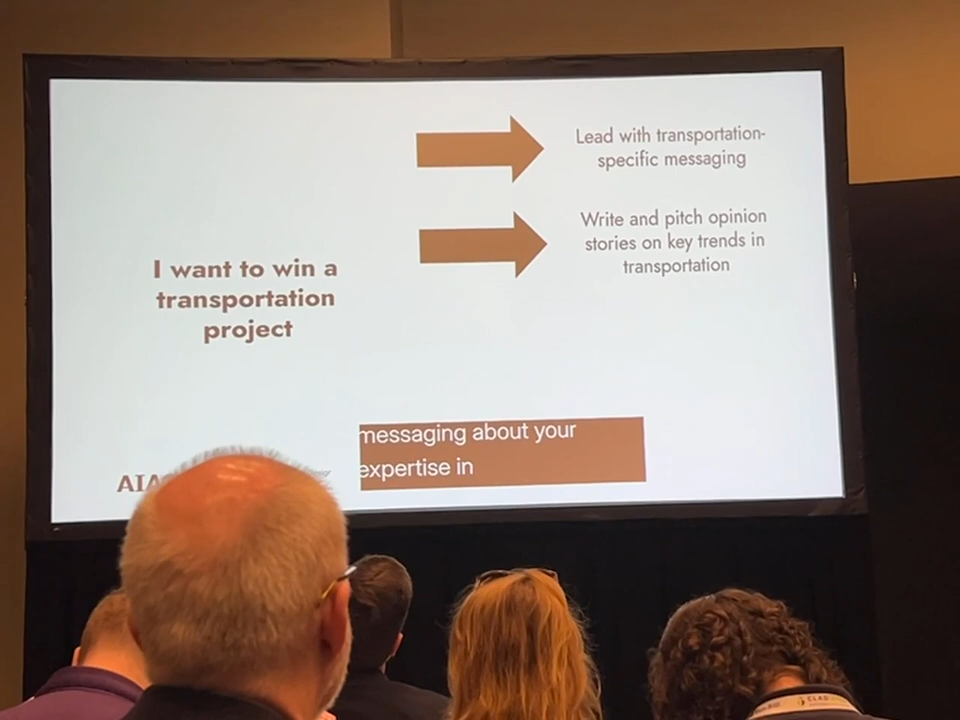 Lead with transportation-
specific messaging
Write and pitch opinion
stories on key trends in
transportation
I want to win a
transportation
project
messaging about your
expertise in
AIA